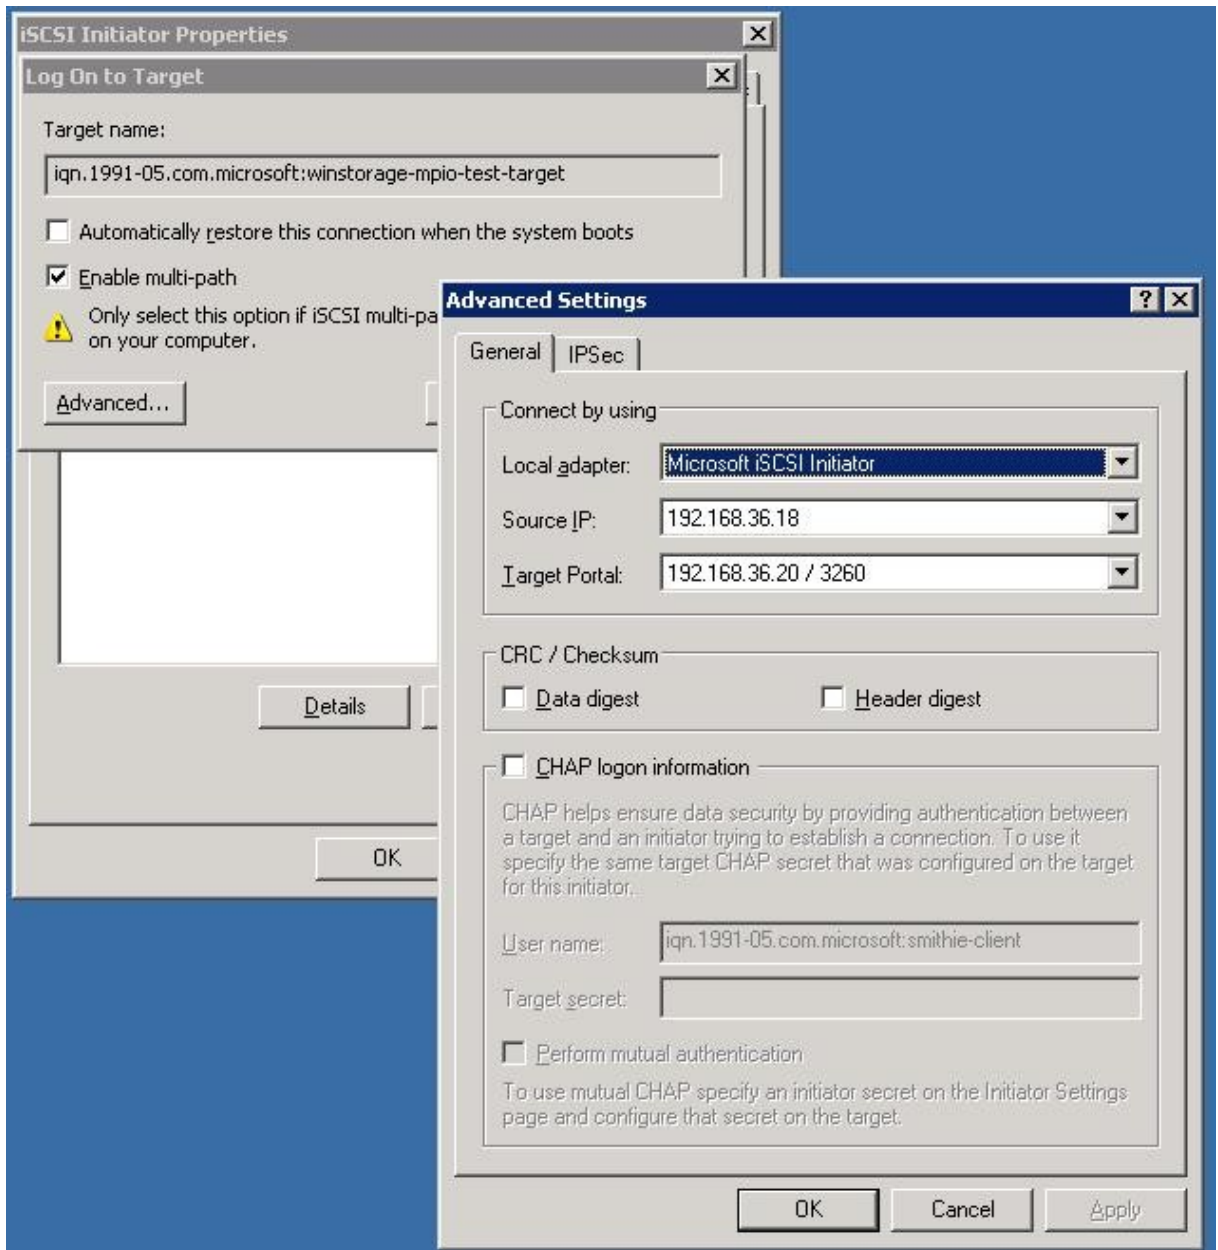 iSCSI Initiator Properties
Log On to Target
Target name:
iqn.1991-05.com.microsoft:winstorage-mpio-test-target
Automatically restore this connection when the system boots
Enable multi-path
Only select this option if iSCSI multi-pa
on your computer.
Advanced...
Details
OK
Advanced Settings
General
IPSec
Connect by using
Local adapter: Microsoft iSCSI Initiator
Source IP: 192.168.36.18
Target Portal: 192.168.36.20 / 3260
CRC / Checksum
Data digest
Header digest
CHAP logon information
CHAP helps ensure data security by providing authentication between
a target and an initiator trying to establish a connection. To use it
specify the same target CHAP secret that was configured on the target
for this initiator.
User name: iqn.1991-05.com.microsoft:smithie-client
Target secret:
Perform mutual authentication
To use mutual CHAP specify an initiator secret on the Initiator Settings
page and configure that secret on the target.
OK
Cancel
Apply